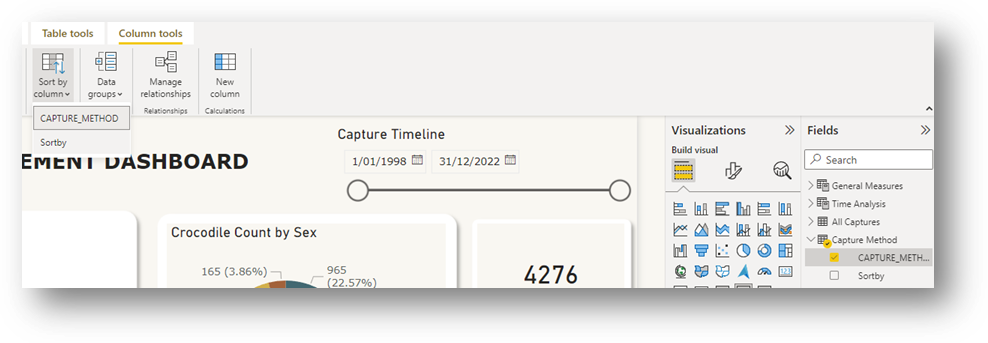 Table tools
Column tools
Sort by column
Data groups
Manage relationships
New column
Relationships
Calculations
CAPTURE_METHOD
Sortby
EMENT DASHBOARD
Capture Timeline
1/01/1998
31/12/2022
Crocodile Count by Sex
165 (3.86%)
965
(22.57%)
4276
Visualizations
Build visual
Fields
Search
General Measures
Time Analysis
All Captures
Capture Method
CAPTURE_METH...
Sortby